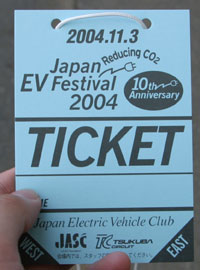 2004.11.3
Japan Reducing CO2
EV Festival
2004
10th
Anniversary
TICKET
Japan Electric Vehicle Club
JASC TC TSUKUBA
CIRCUIT
WEST
EAST